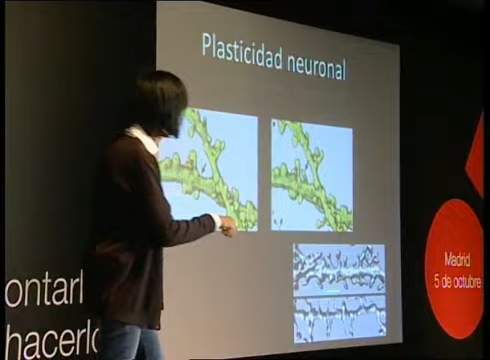 Plasticidad neuronal
Madrid
5 de octubre
ontarl
hacerlo